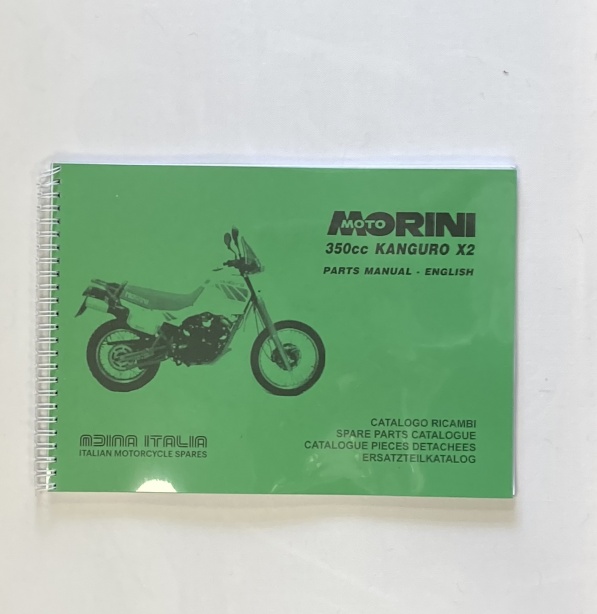 MOTO MORINI
350cc KANGURO X2
PARTS MANUAL - ENGLISH
CATALOGO RICAMBI
SPARE PARTS CATALOGUE
CATALOGUE PIECES DETACHEES
ERSATZTEILKATALOG
MDINA ITALIA
ITALIAN MOTORCYCLE SPARES